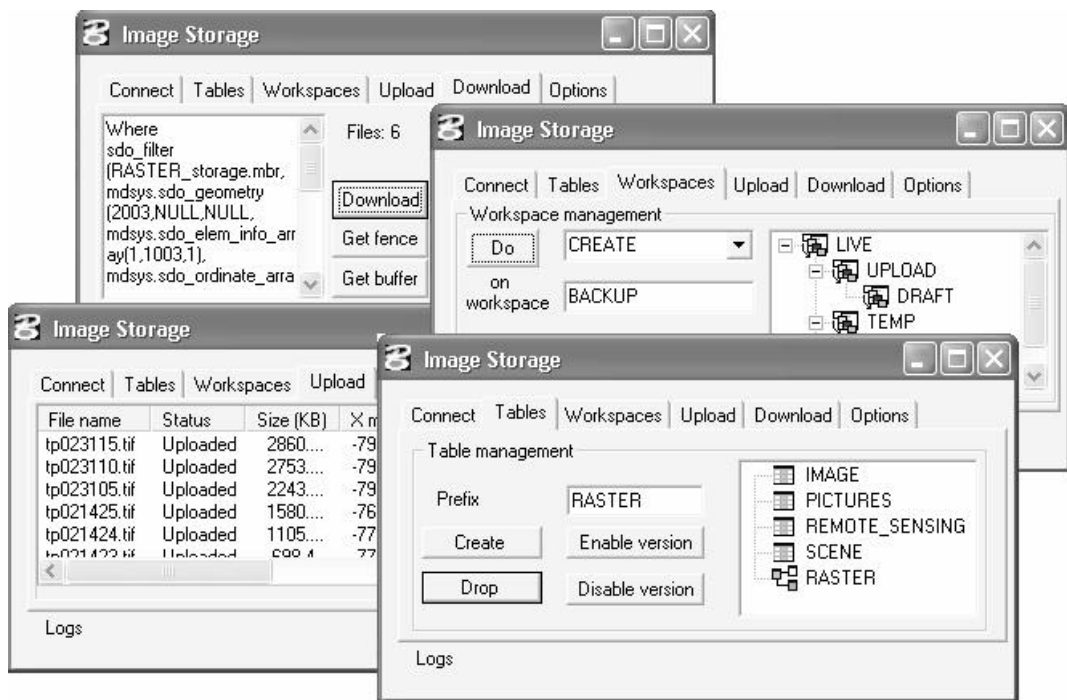 Image Storage
Connect Tables Workspaces Upload Download Options
Where
sdo_filter
(RASTER_storage.mbr,
mdsys.sdo_geometry
(2003,NULL,NULL,
mdsys.sdo_elem_info_arr
ay(1,1003,1),
mdsys.sdo_ordinate_arra
Files: 6
Download
Get fence
Get buffer
Image Storage
Connect Tables Workspaces Upload Download Options
Workspace management
Do
CREATE
on
workspace
BACKUP
LIVE
UPLOAD
DRAFT
TEMP
Image Storage
Connect Tables Workspaces Upload
File name Status Size (KB) X m
tp023115.tif Uploaded 2860.... -79
tp023110.tif Uploaded 2753.... -79
tp023105.tif Uploaded 2243.... -79
tp021425.tif Uploaded 1580.... -76
tp021424.tif Uploaded 1105.... -77
Uploaded
Logs
Image Storage
Connect Tables Workspaces Upload Download Options
Table management
Prefix
RASTER
Create
Enable version
Drop
Disable version
IMAGE
PICTURES
REMOTE_SENSING
SCENE
RASTER
Logs